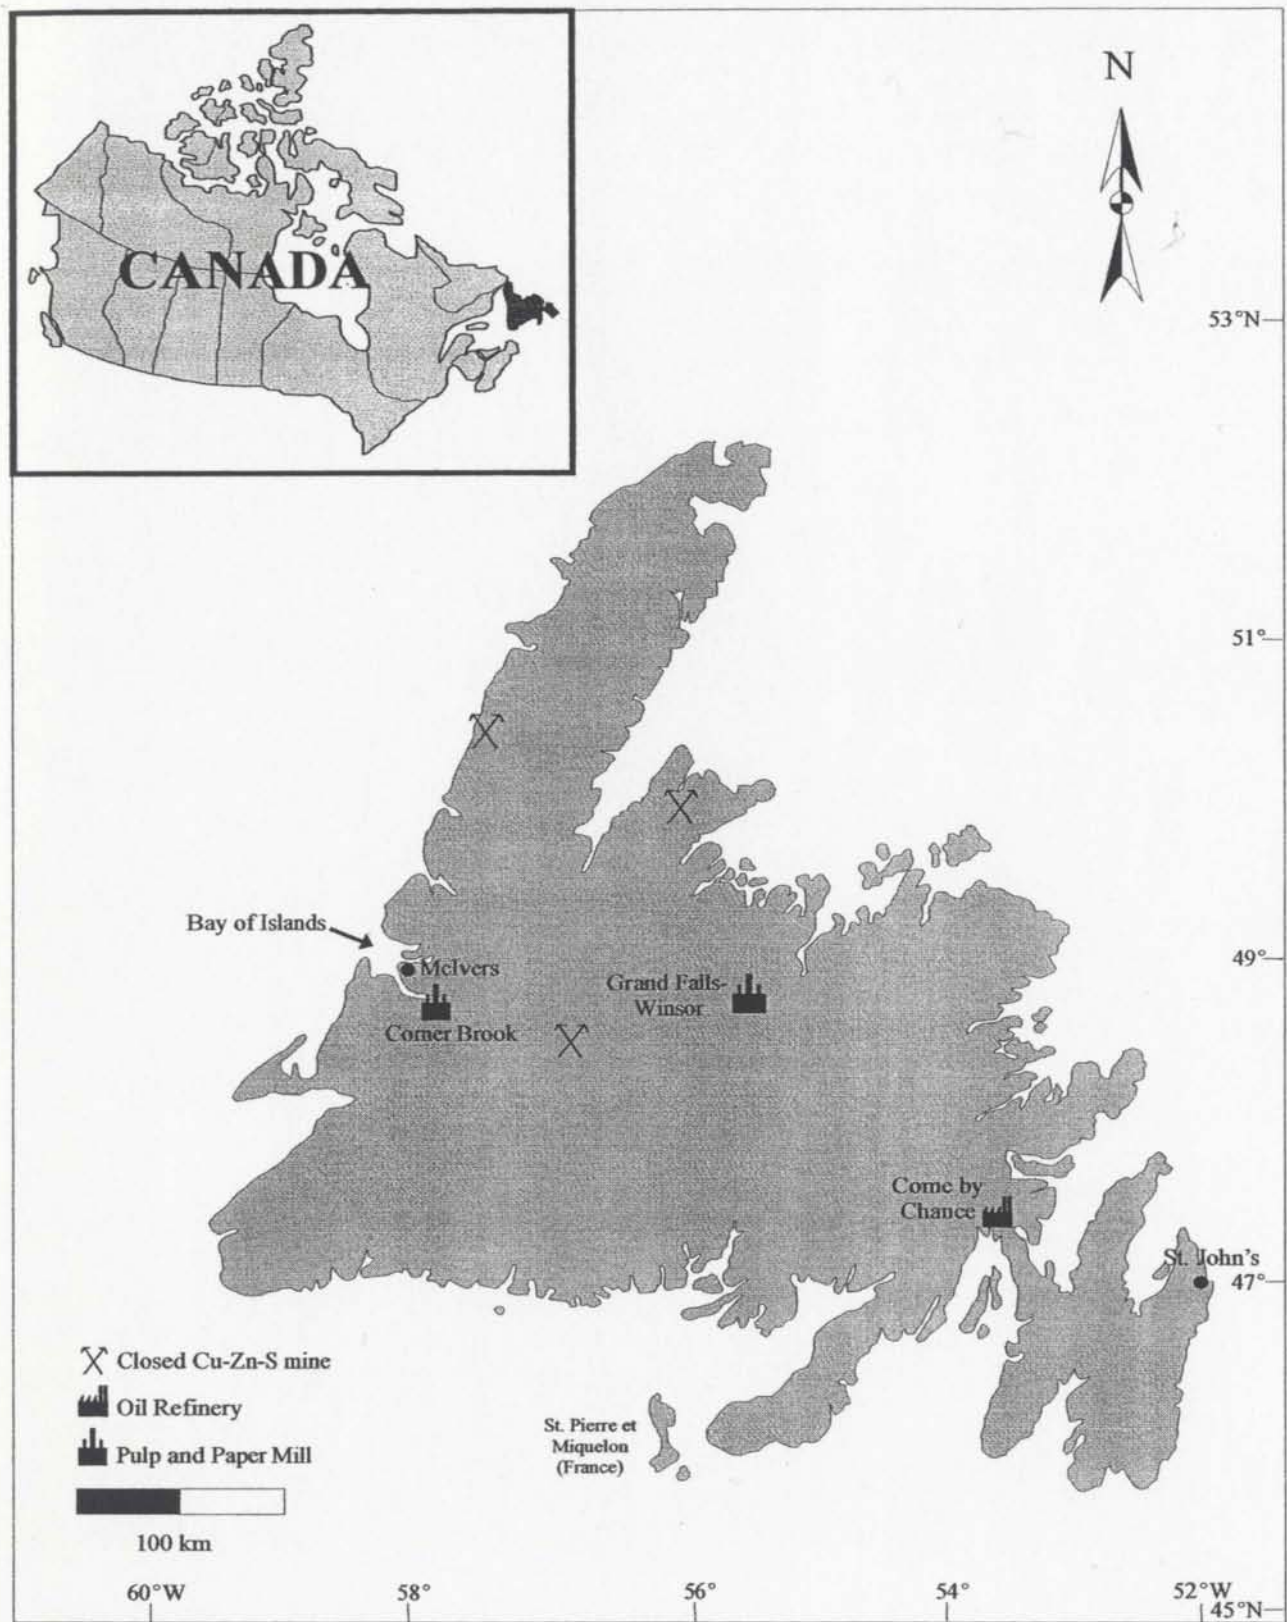 CANADA
N
53°N
51°
Bay of Islands
McIvers
49°
Grand Falls-
Winsor
Corner Brook
Come by
Chance
St. John's
47°
Closed Cu-Zn-S mine
Oil Refinery
Pulp and Paper Mill
St. Pierre et
Miquelon
(France)
100 km
60°W
58°
56°
54°
52°W
45°N